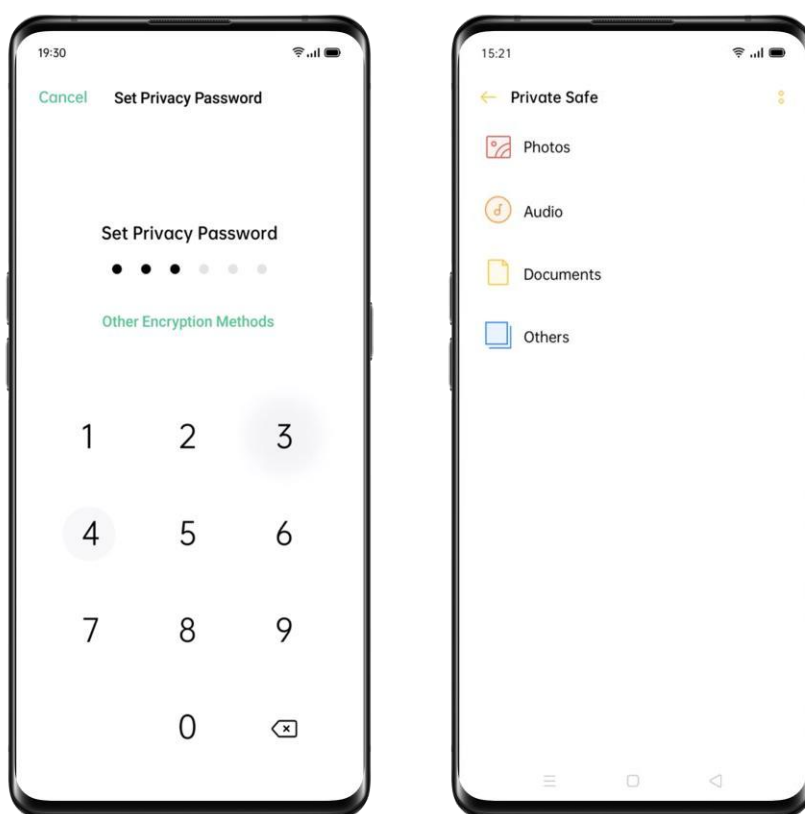 19:30
Cancel Set Privacy Password
Set Privacy Password
Other Encryption Methods
1 2 3
4 5 6
7 8 9
0
15:21
Private Safe
Photos
Audio
Documents
Others